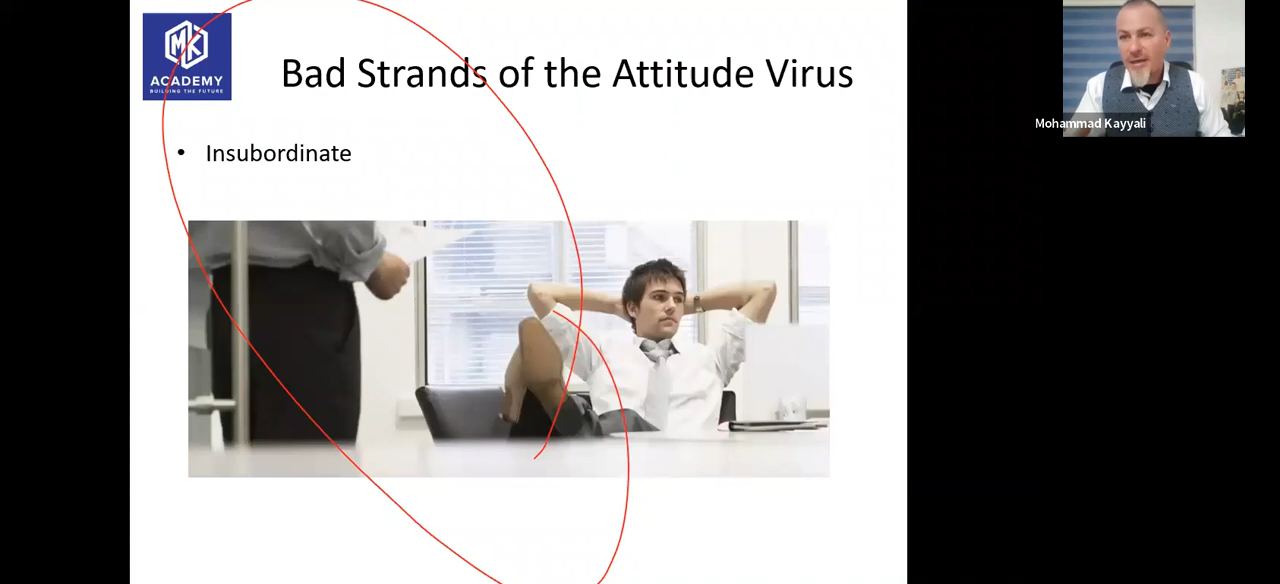 MK
ACADEMY
BUILDING THE FUTURE
Bad Strands of the Attitude Virus
• Insubordinate
Mohammad Kayyali